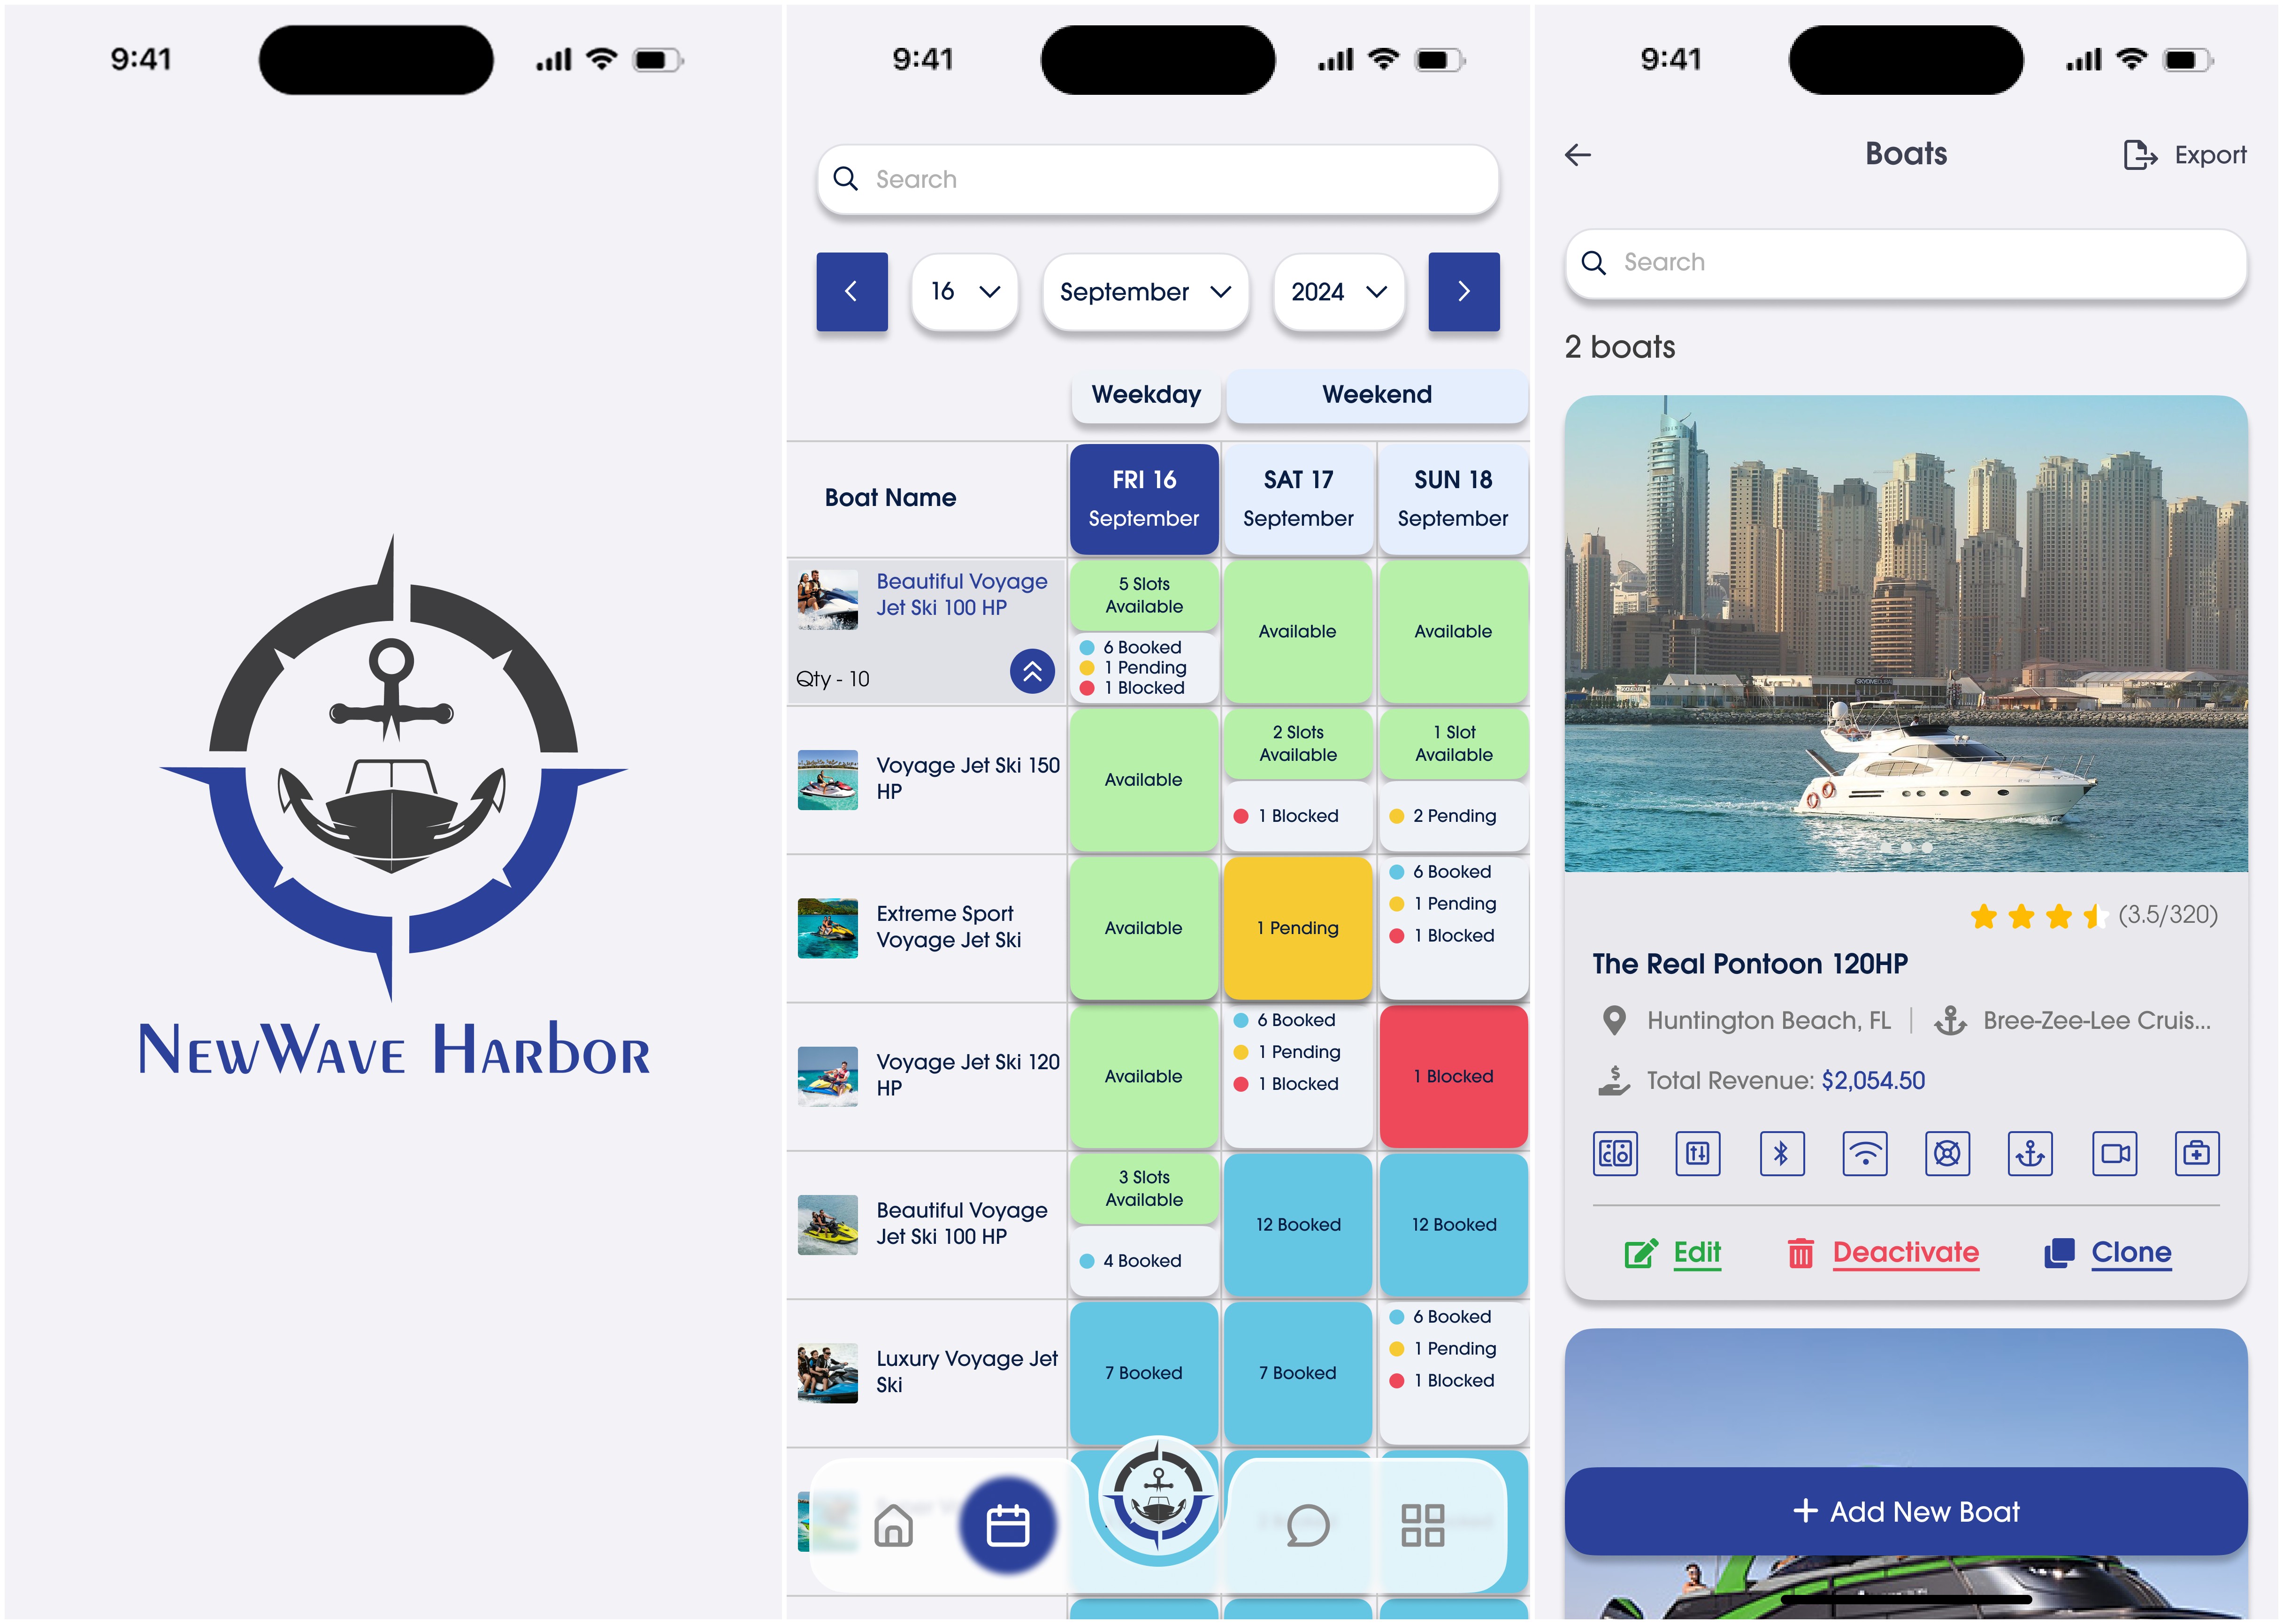 9:41
NewWave Harbor
9:41
Search
16
September
2024
Weekday
Weekend
Boat Name
FRI 16
September
SAT 17
September
SUN 18
September
Beautiful Voyage
Jet Ski 100 HP
Qty - 10
5 Slots
Available
6 Booked
1 Pending
1 Blocked
Available
Available
Voyage Jet Ski 150
HP
Available
2 Slots
Available
1 Blocked
1 Slot
Available
2 Pending
Extreme Sport
Voyage Jet Ski
Available
1 Pending
6 Booked
1 Pending
1 Blocked
Voyage Jet Ski 120
HP
Available
6 Booked
1 Pending
1 Blocked
1 Blocked
Beautiful Voyage
Jet Ski 100 HP
3 Slots
Available
4 Booked
12 Booked
12 Booked
Luxury Voyage Jet
Ski
7 Booked
7 Booked
6 Booked
1 Pending
1 Blocked
9:41
Boats
Export
Search
2 boats
SKYDIVE DUBAI
(3.5/320)
The Real Pontoon 120HP
Huntington Beach, FL
Bree-Zee-Lee Cruis...
Total Revenue: $2,054.50
Edit
Deactivate
Clone
+ Add New Boat